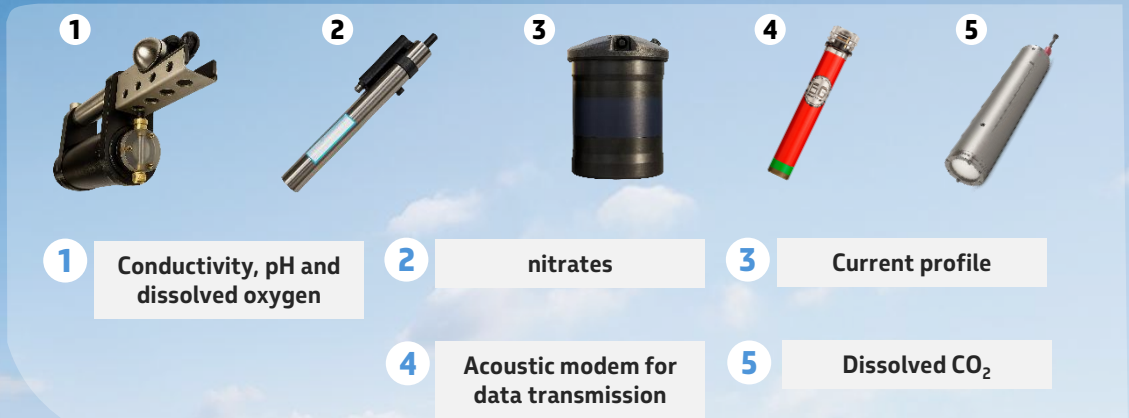 1
2
3
4
5
1
Conductivity, pH and
dissolved oxygen
2
nitrates
3
Current profile
4
Acoustic modem for
data transmission
5
Dissolved CO₂